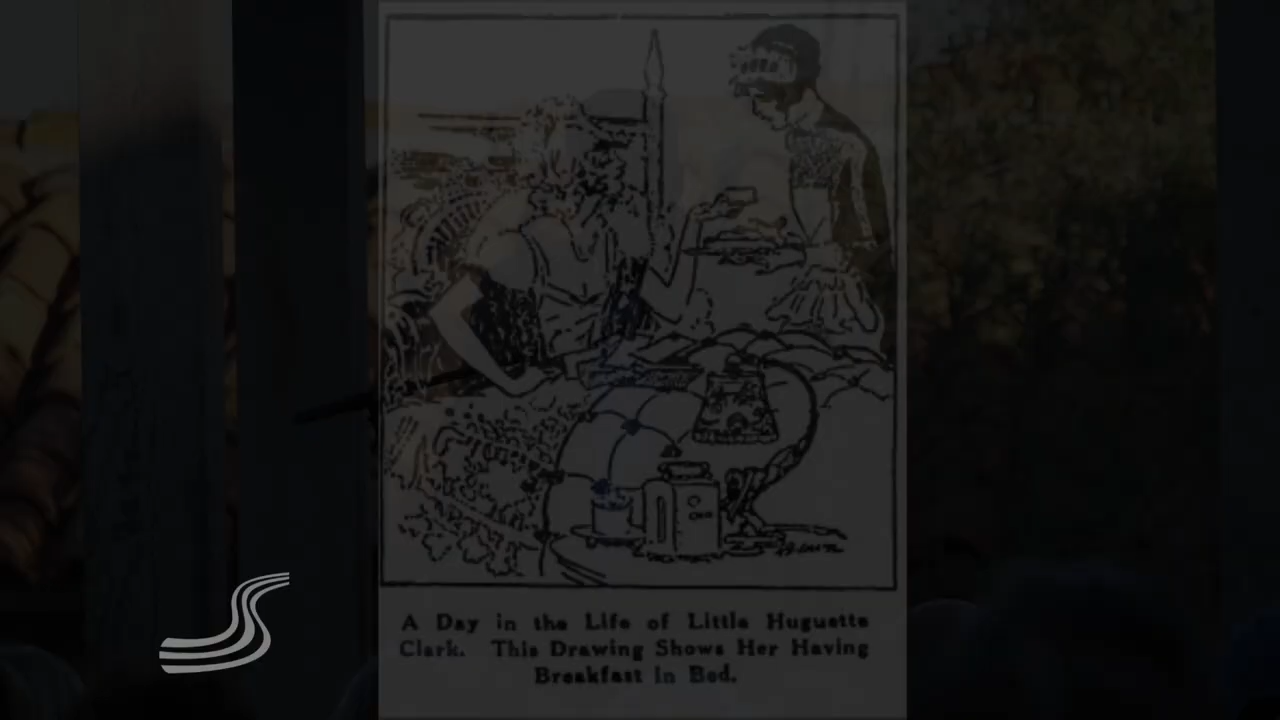 A Day in the Life of Little Huguette
Clark. This Drawing Shows Her Having
Breakfast in Bed.